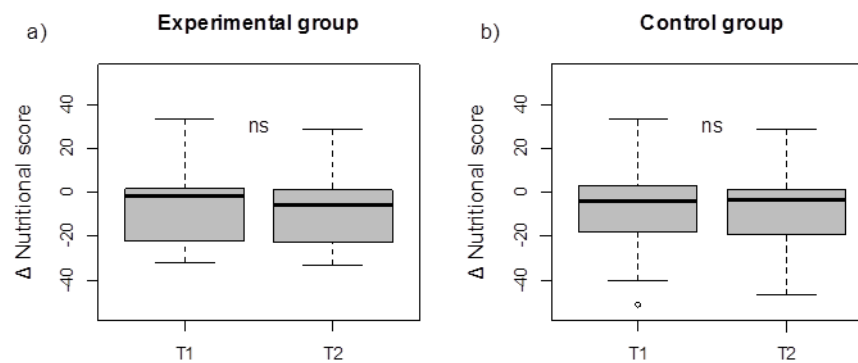 a)
Experimental group
Δ Nutritional score
40
20
0
-20
-40
ns
T1
T2
b)
Control group
Δ Nutritional score
40
20
0
-20
-40
ns
T1
T2